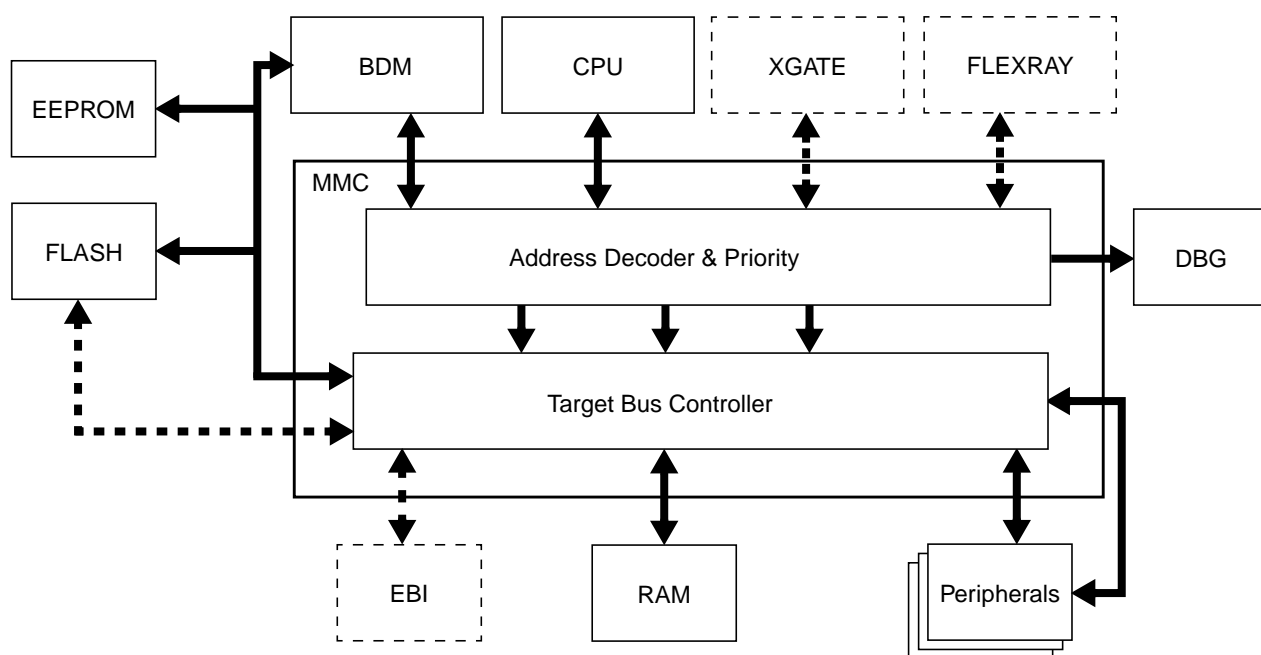 BDM
CPU
XGATE
FLEXRAY
EEPROM
MMC
FLASH
Address Decoder & Priority
DBG
Target Bus Controller
EBI
RAM
Peripherals